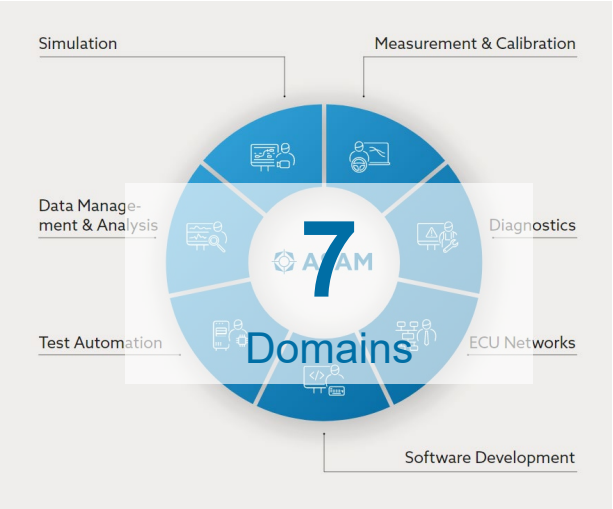 Simulation
Measurement & Calibration
Data Manage-
ment & Analysis
Diagnostics
ASAM
7
Test Automation
Domains
ECU Networks
</>
Software Development